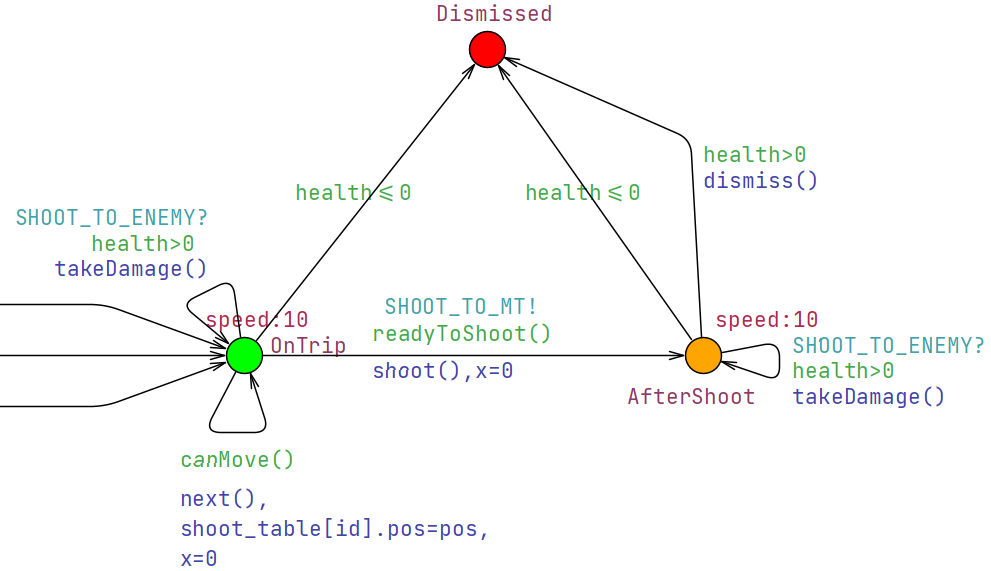 Dismissed
health>0
dismiss()
health≤0
health≤0
SHOOT_TO_ENEMY?
health>0
takeDamage()
SHOOT_TO_MT!
readyToShoot()
shoot(),x=0
speed:10
OnTrip
speed:10
SHOOT_TO_ENEMY?
health>0
takeDamage()
AfterShoot
canMove()
next(),
shoot_table[id].pos=pos,
x=0